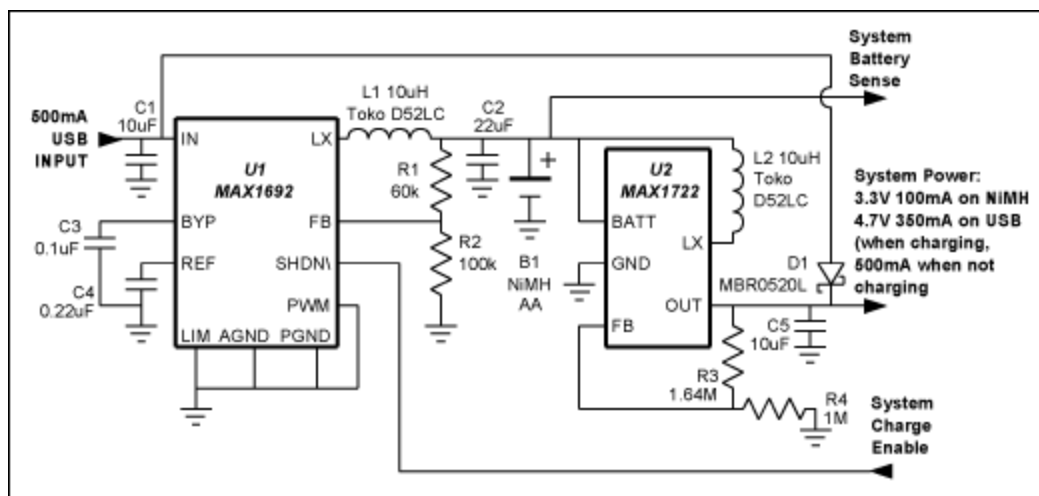 System
Battery
Sense
500mA
USB
INPUT
C1
10uF
L1 10uH
Toko D52LC
C2
22uF
IN
LX
U1
MAX1692
R1
60k
+
U2
MAX1722
L2 10uH
Toko
D52LC
System Power:
3.3V 100mA on NiMH
4.7V 350mA on USB
(when charging,
500mA when not
charging
BYP
FB
BATT
LX
C3
0.1uF
REF
SHDN\
R2
100k
B1
NiMH
AA
GND
D1
MBR0520L
C4
0.22uF
PWM
OUT
FB
C5
10uF
LIM
AGND
PGND
R3
1.64M
R4
1M
System
Charge
Enable